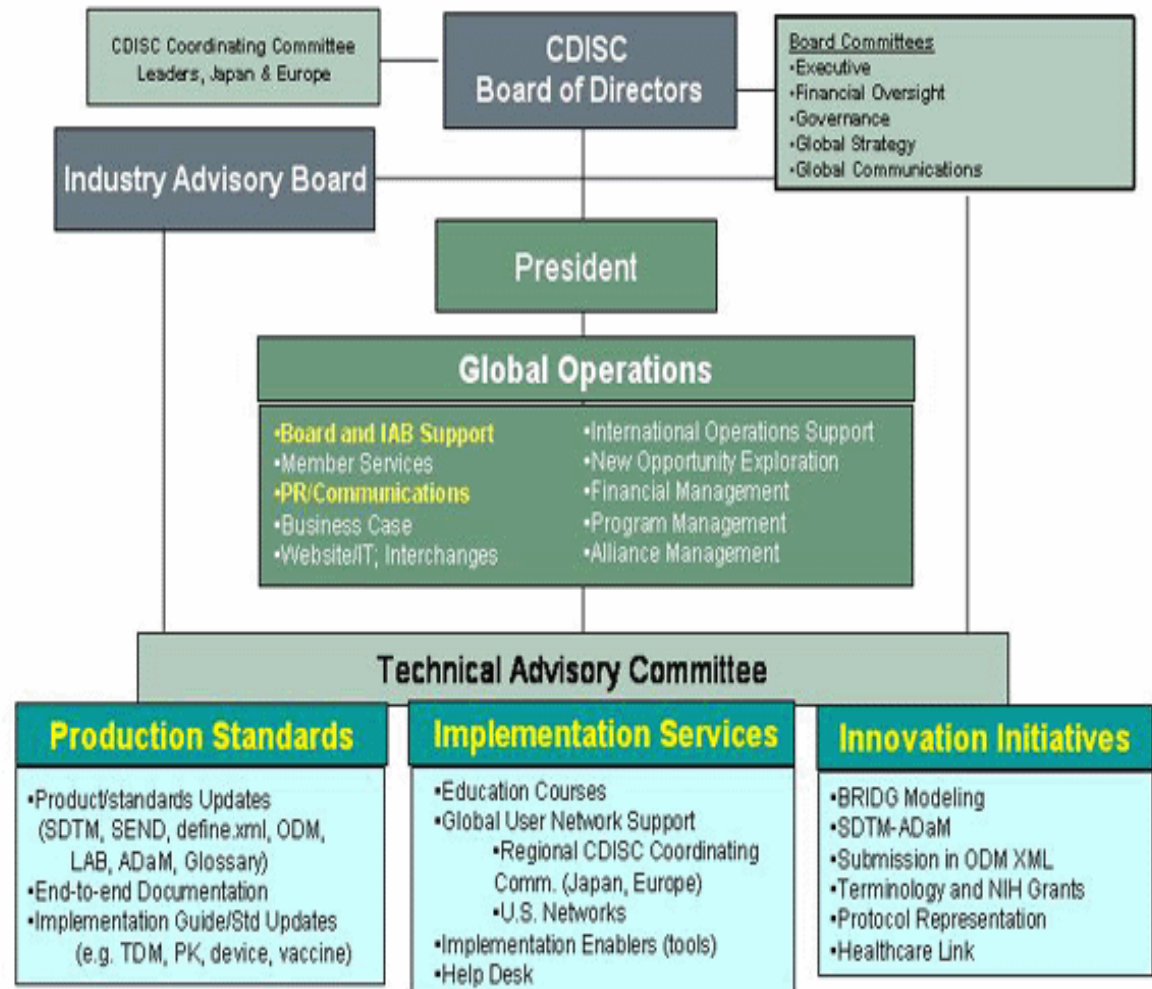 CDISC Coordinating Committee
Leaders, Japan & Europe
CDISC
Board of Directors
Board Committees
•Executive
•Financial Oversight
•Governance
•Global Strategy
•Global Communications
Industry Advisory Board
President
Global Operations
•Board and IAB Support
•Member Services
•PR/Communications
•Business Case
•Website/IT; Interchanges
•International Operations Support
•New Opportunity Exploration
•Financial Management
•Program Management
•Alliance Management
Technical Advisory Committee
Production Standards
•Product/standards Updates
(SDTM, SEND, define.xml, ODM,
LAB, ADaM, Glossary)
•End-to-end Documentation
•Implementation Guide/Std Updates
(e.g. TDM, PK, device, vaccine)
Implementation Services
•Education Courses
•Global User Network Support
•Regional CDISC Coordinating
Comm. (Japan, Europe)
•U.S. Networks
•Implementation Enablers (tools)
•Help Desk
Innovation Initiatives
•BRIDG Modeling
•SDTM-ADaM
•Submission in ODM XML
•Terminology and NIH Grants
•Protocol Representation
•Healthcare Link